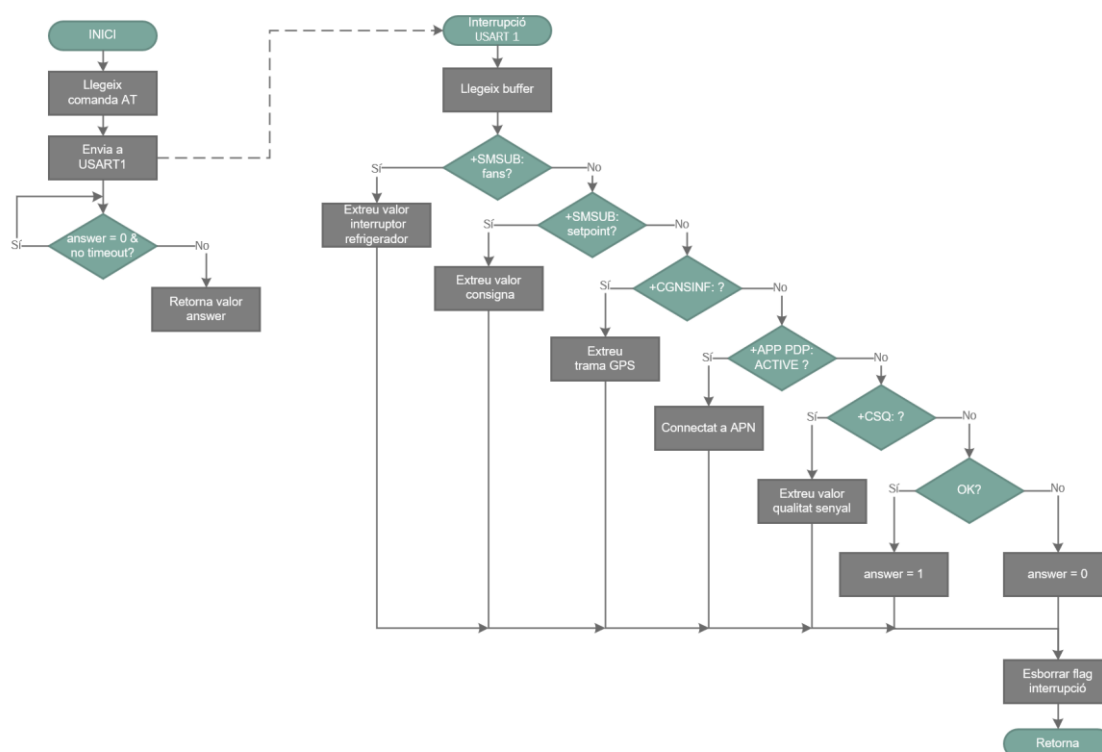 INICI
Llegeix
comanda AT
Envia a
USART1
answer = 0 &
no timeout?
Sí
No
Retorna valor
answer
Interrupció
USART 1
Llegeix buffer
+SMSUB:
fans?
Sí
No
Extreu valor
interruptor
refrigerador
+SMSUB:
setpoint?
Sí
No
Extreu valor
consigna
+CGNSINF: ?
Sí
No
Extreu
trama GPS
+APP PDP:
ACTIVE ?
Sí
No
Connectat a APN
+CSQ: ?
Sí
No
Extreu valor
qualitat senyal
OK?
Sí
No
answer = 1
answer = 0
Esborrar flag
interrupció
Retorna